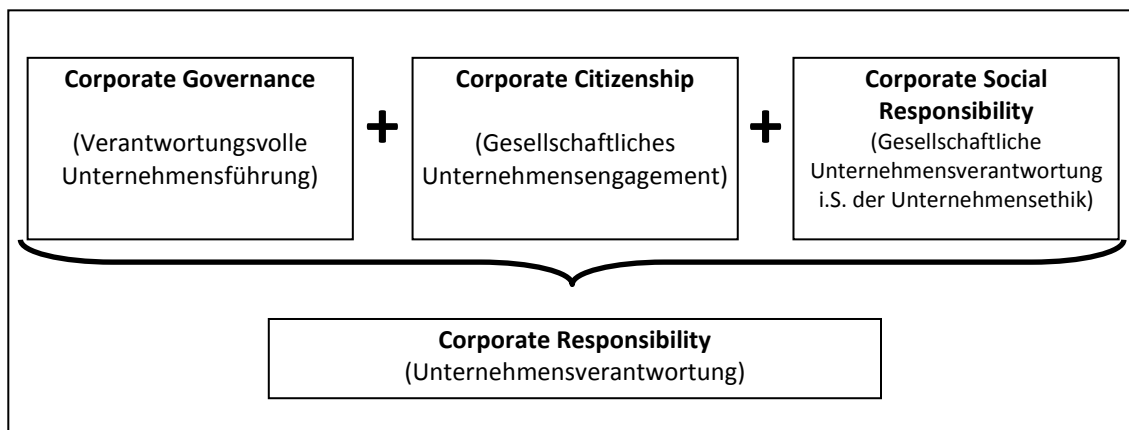 Corporate Governance
(Verantwortungsvolle
Unternehmensführung)
+
Corporate Citizenship
(Gesellschaftliches
Unternehmensengagement)
+
Corporate Social
Responsibility
(Gesellschaftliche
Unternehmensverantwortung
i.S. der Unternehmensethik)
Corporate Responsibility
(Unternehmensverantwortung)